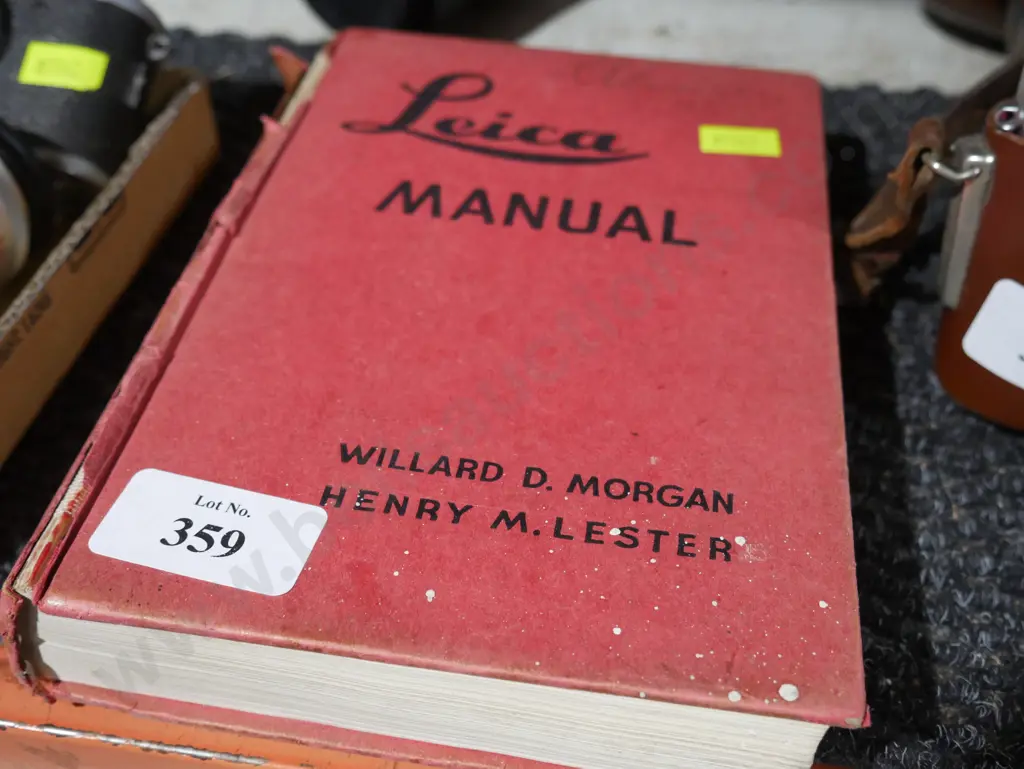 Leica
MANUAL
WILLARD D. MORGAN
HENRY M. LESTER
Lot No.
359